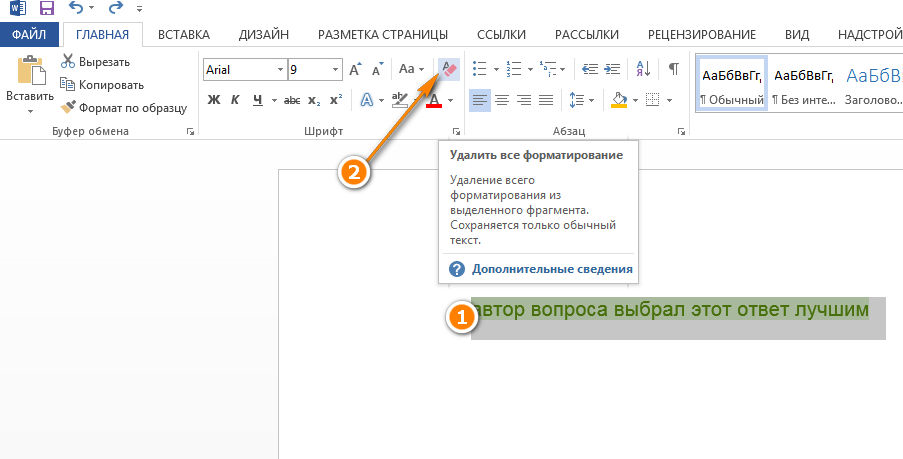 ФАЙЛ ГЛАВНАЯ ВСТАВКА ДИЗАЙН РАЗМЕТКА СТРАНИЦЫ ССЫЛКИ РАССЫЛКИ РЕЦЕНЗИРОВАНИЕ ВИД НАДСТРОЙ
Вставить
Вырезать
Копировать
Формат по образцу
Буфер обмена
Arial 9 Aa
Ж К Ч abc x₂ x²
Шрифт
Абзац
АаБбВвГг,
¶ Обычный
АаБбВвГг,
¶ Без инте...
АаБбВ
Заголово...
2
Удалить все форматирование
Удаление всего
форматирования из
выделенного фрагмента.
Сохраняется только обычный
текст.
? Дополнительные сведения
1
автор вопроса выбрал этот ответ лучшим